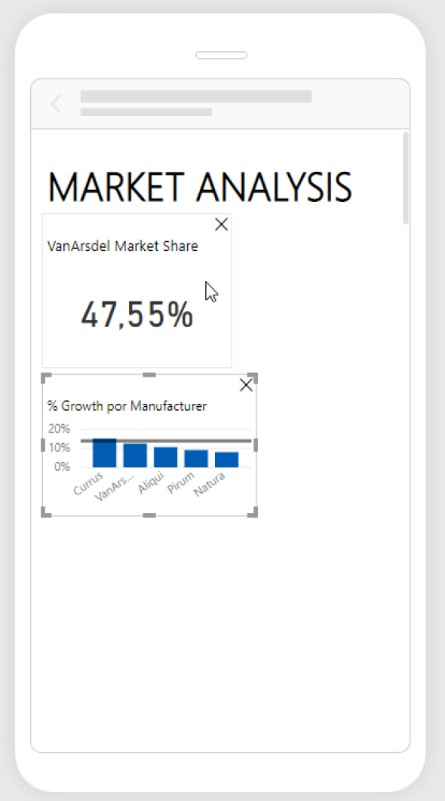 MARKET ANALYSIS
VanArsdel Market Share
47,55%
% Growth por Manufacturer
20%
10%
0%
Currus
VanArs...
Aliqui
Pirum
Natura